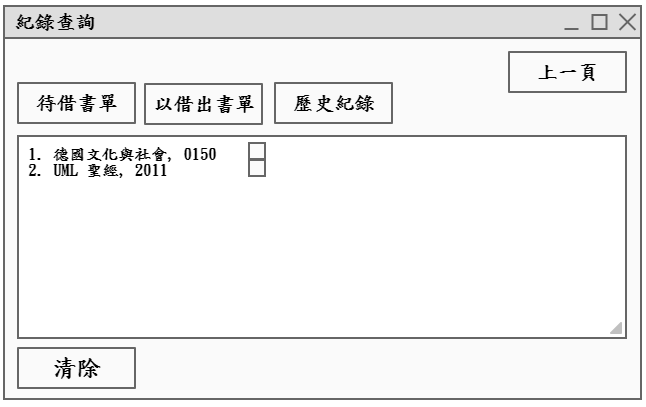 紀錄查詢
上一頁
待借書單 以借出書單 歷史紀錄
1. 德國文化與社會, 0150
2. UML 聖經, 2011
清除